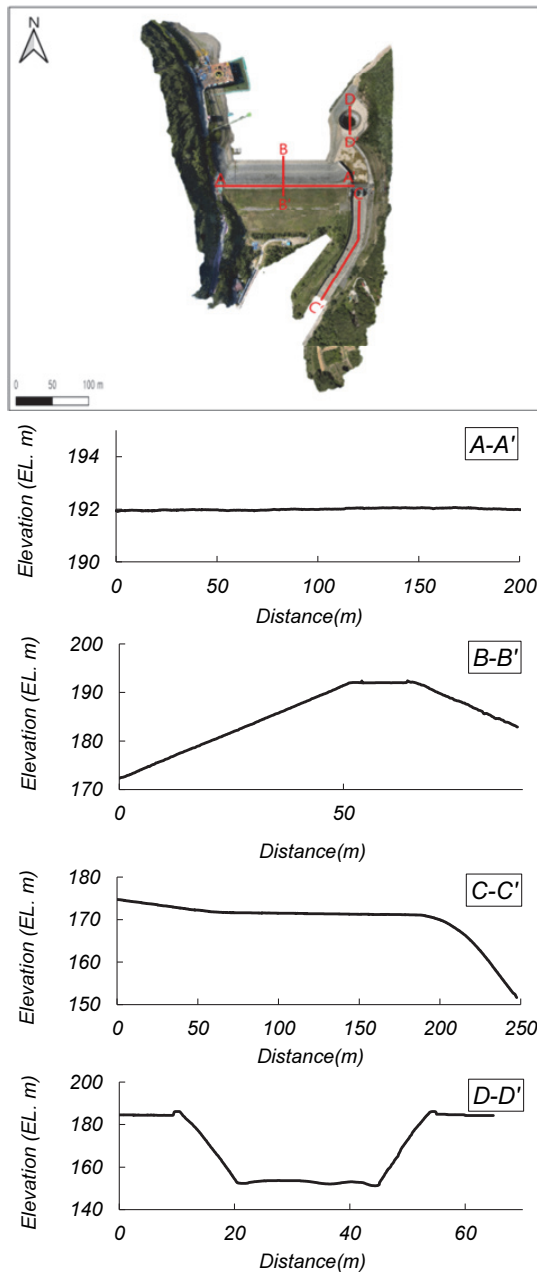 N
D
D
B
A
A'
C
B'
C'
0 50 100 m
A-A'
Elevation (EL. m)
194
192
190
0 50 100 150 200
Distance(m)
B-B'
Elevation (EL. m)
200
190
180
170
0 50
Distance(m)
C-C'
Elevation (EL. m)
180
170
160
150
0 50 100 150 200 250
Distance(m)
D-D'
Elevation (EL. m)
200
180
160
140
0 20 40 60
Distance(m)